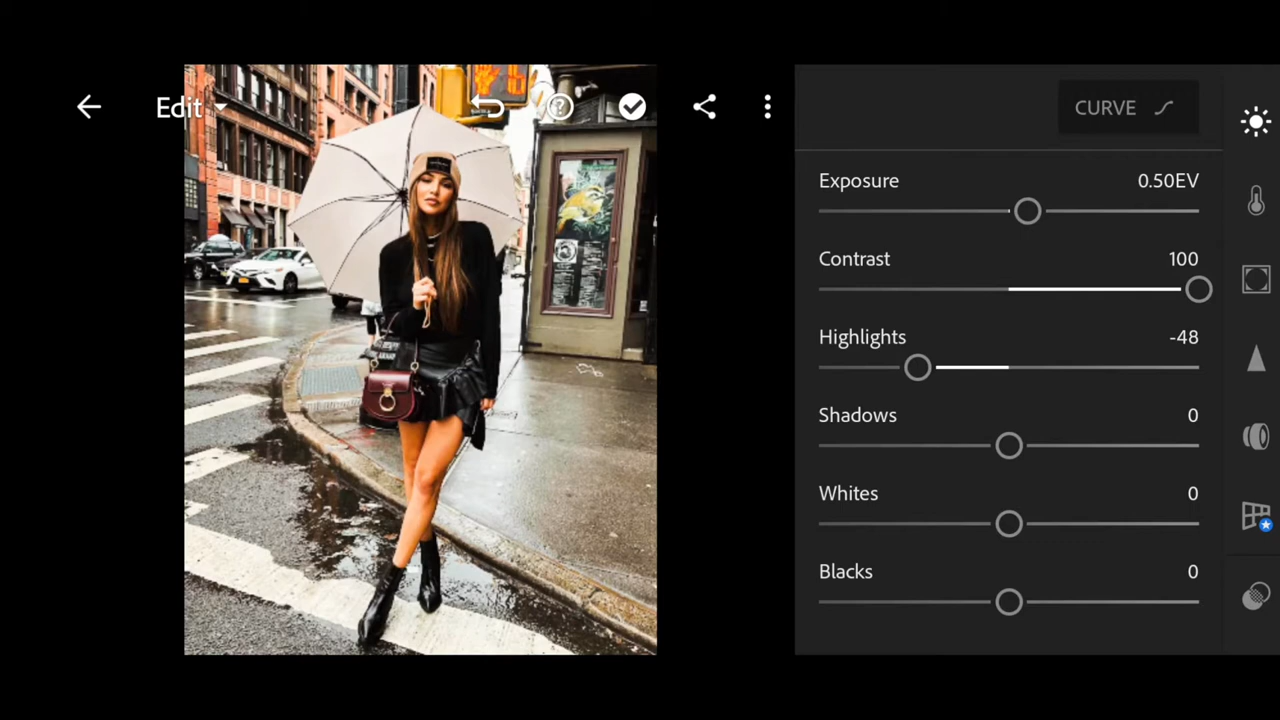 Edit
CURVE
Exposure 0.50EV
Contrast 100
Highlights -48
Shadows 0
Whites 0
Blacks 0